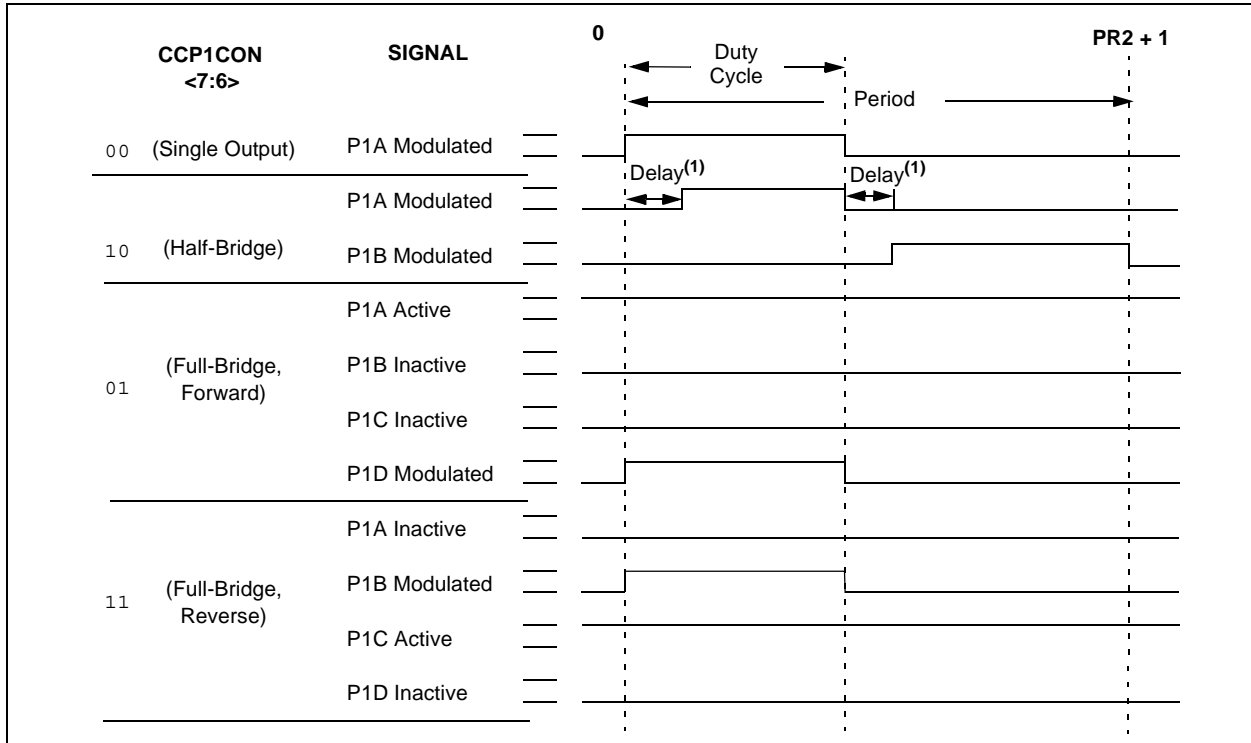 0
PR2 + 1
CCP1CON
<7:6>
SIGNAL
Duty
Cycle
Period
00 (Single Output) P1A Modulated
Delay(1)
Delay(1)
P1A Modulated
10 (Half-Bridge) P1B Modulated
P1A Active
01 (Full-Bridge,
Forward)
P1B Inactive
P1C Inactive
P1D Modulated
P1A Inactive
11 (Full-Bridge,
Reverse)
P1B Modulated
P1C Active
P1D Inactive